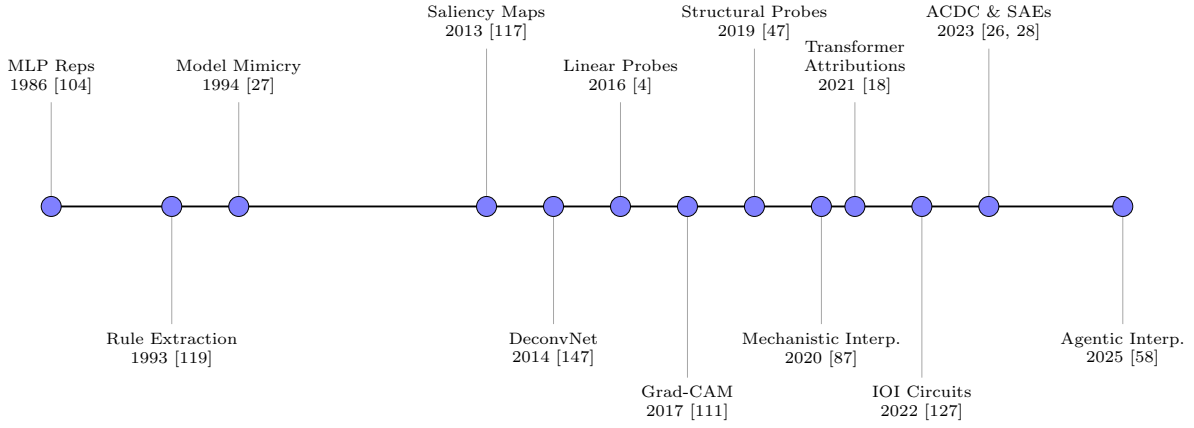 Saliency Maps
2013 [117]
Structural Probes
2019 [47]
ACDC & SAEs
2023 [26, 28]
MLP Reps
1986 [104]
Model Mimicry
1994 [27]
Linear Probes
2016 [4]
Transformer
Attributions
2021 [18]
Rule Extraction
1993 [119]
DeconvNet
2014 [147]
Mechanistic Interp.
2020 [87]
Agentic Interp.
2025 [58]
Grad-CAM
2017 [111]
IOI Circuits
2022 [127]